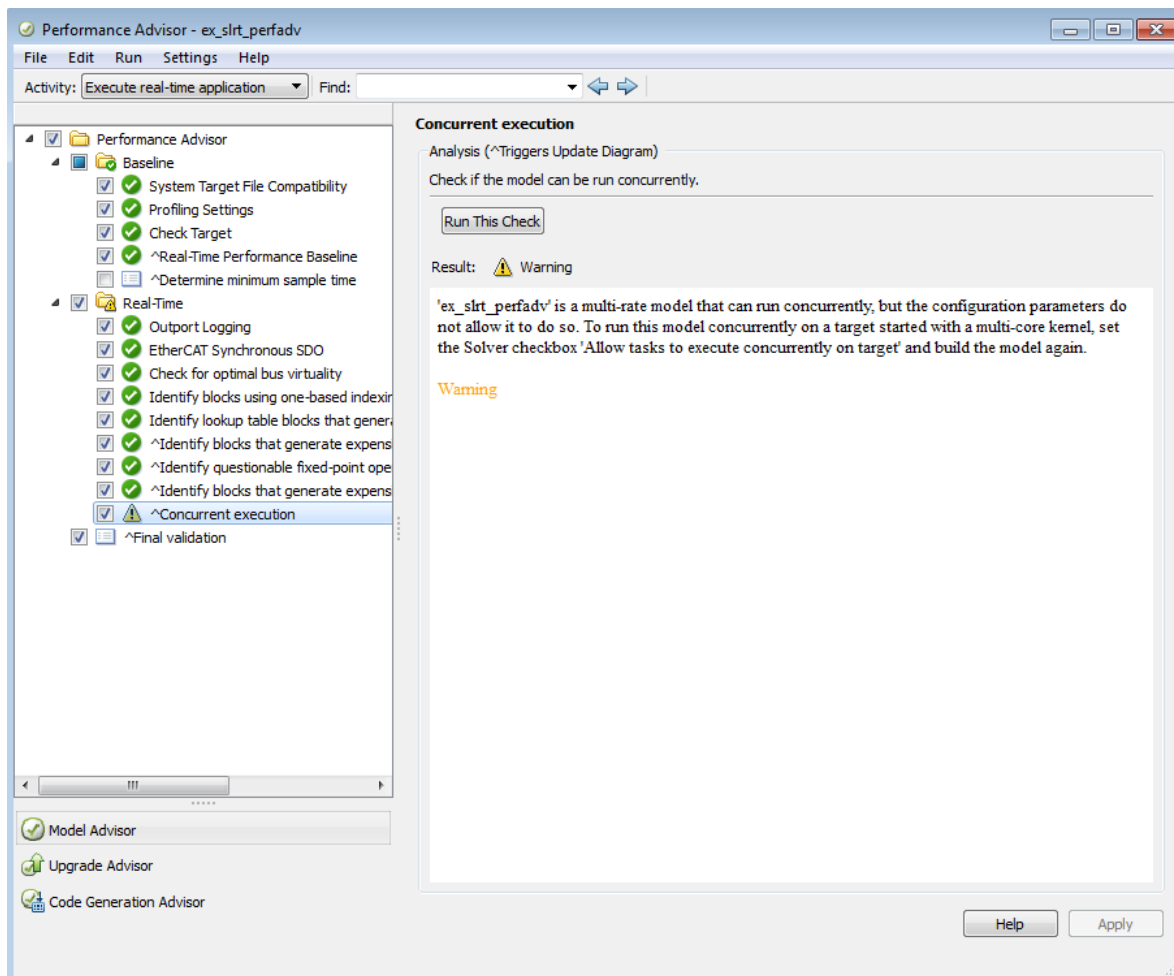 Performance Advisor - ex_slrt_perfadv
File Edit Run Settings Help
Activity: Execute real-time application Find:
Performance Advisor
Baseline
System Target File Compatibility
Profiling Settings
Check Target
^Real-Time Performance Baseline
^Determine minimum sample time
Real-Time
Outport Logging
EtherCAT Synchronous SDO
Check for optimal bus virtuality
Identify blocks using one-based indexin
Identify lookup table blocks that genera
^Identify blocks that generate expens
^Identify questionable fixed-point ope
^Identify blocks that generate expens
^Concurrent execution
^Final validation
Model Advisor
Upgrade Advisor
Code Generation Advisor
Concurrent execution
Analysis (^Triggers Update Diagram)
Check if the model can be run concurrently.
Run This Check
Result: Warning
'ex_slrt_perfadv' is a multi-rate model that can run concurrently, but the configuration parameters do
not allow it to do so. To run this model concurrently on a target started with a multi-core kernel, set
the Solver checkbox 'Allow tasks to execute concurrently on target' and build the model again.
Warning
Help Apply